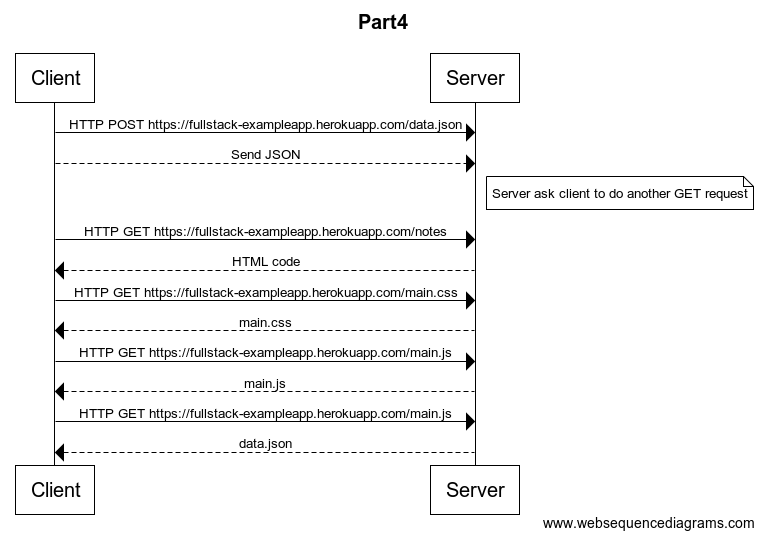 Part4
Client
Server
HTTP POST https://fullstack-exampleapp.herokuapp.com/data.json
Send JSON
Server ask client to do another GET request
HTTP GET https://fullstack-exampleapp.herokuapp.com/notes
HTML code
HTTP GET https://fullstack-exampleapp.herokuapp.com/main.css
main.css
HTTP GET https://fullstack-exampleapp.herokuapp.com/main.js
main.js
HTTP GET https://fullstack-exampleapp.herokuapp.com/main.js
data.json
Client
Server
www.websequencediagrams.com